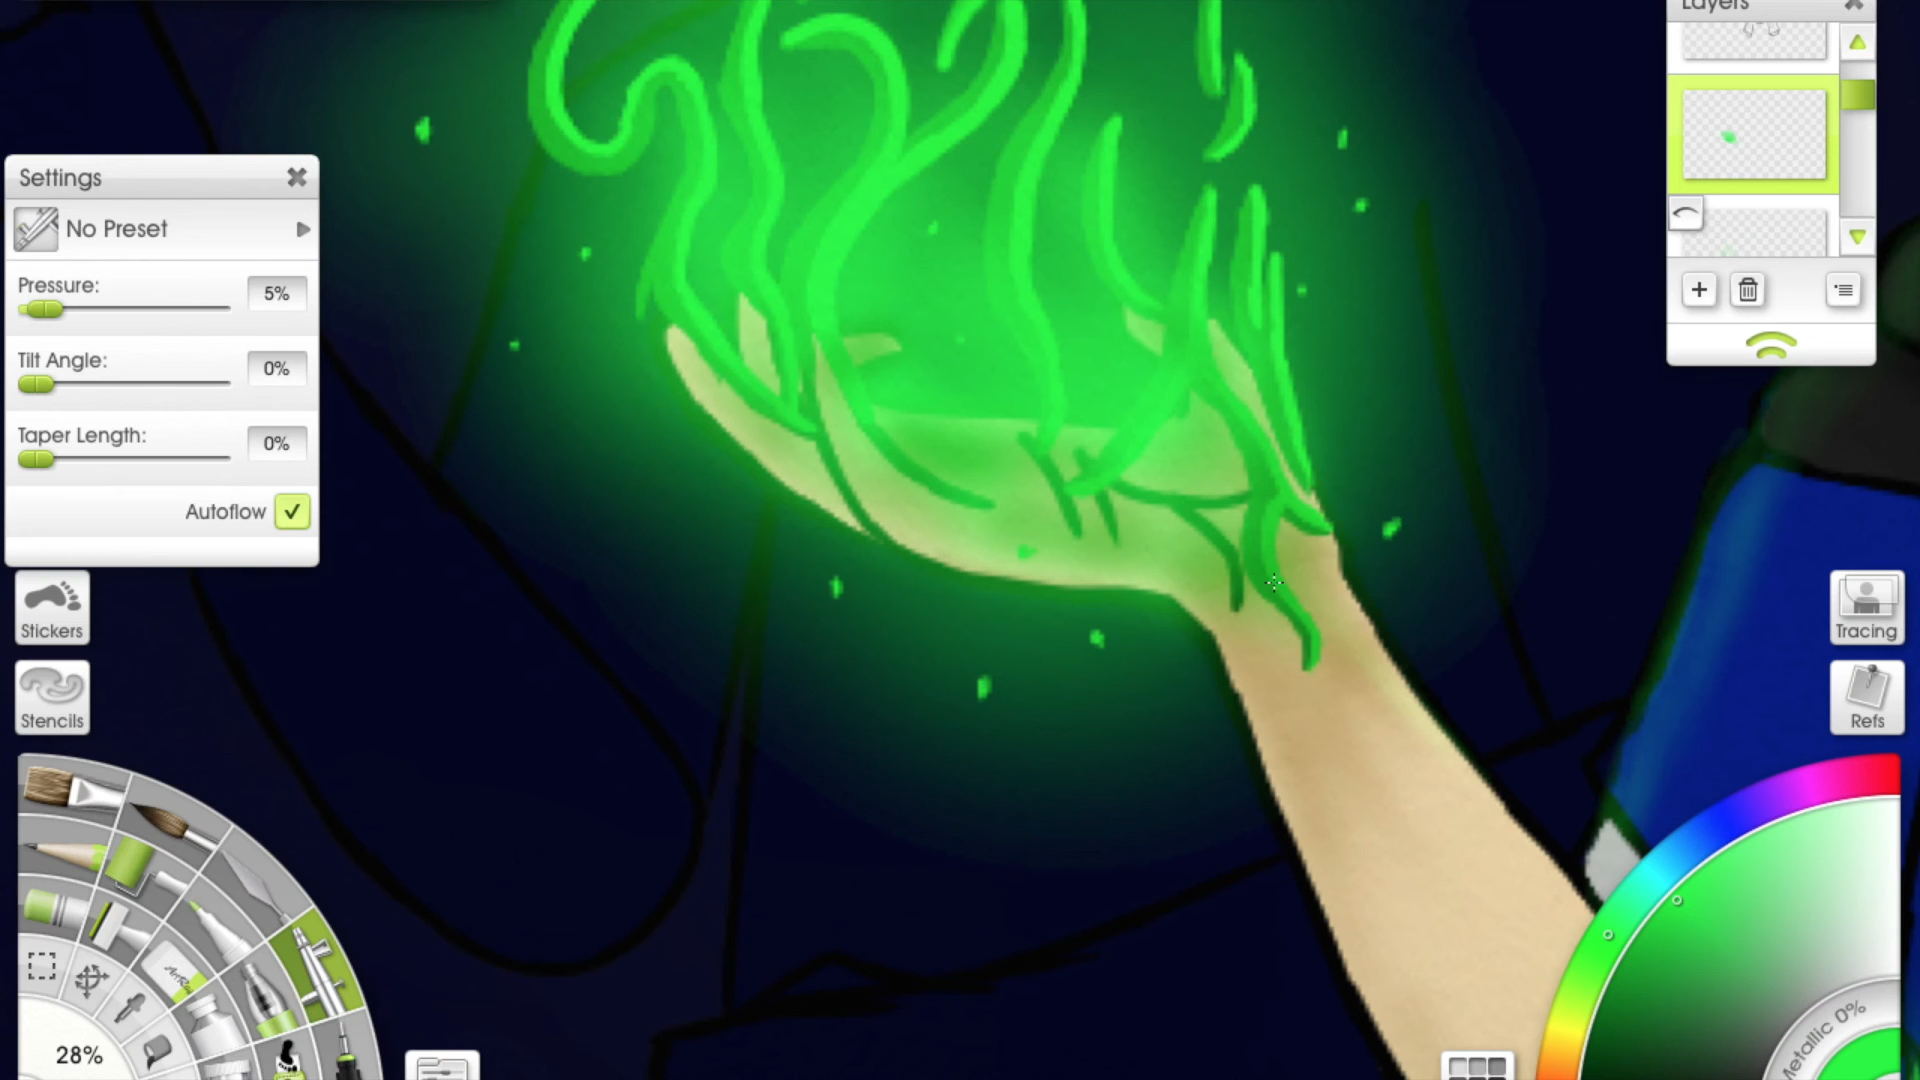 Layers
Settings
No Preset
Pressure:
5%
Tilt Angle:
0%
Taper Length:
0%
Autoflow
Stickers
Stencils
Tracing
Refs
28%
Metallic 0%